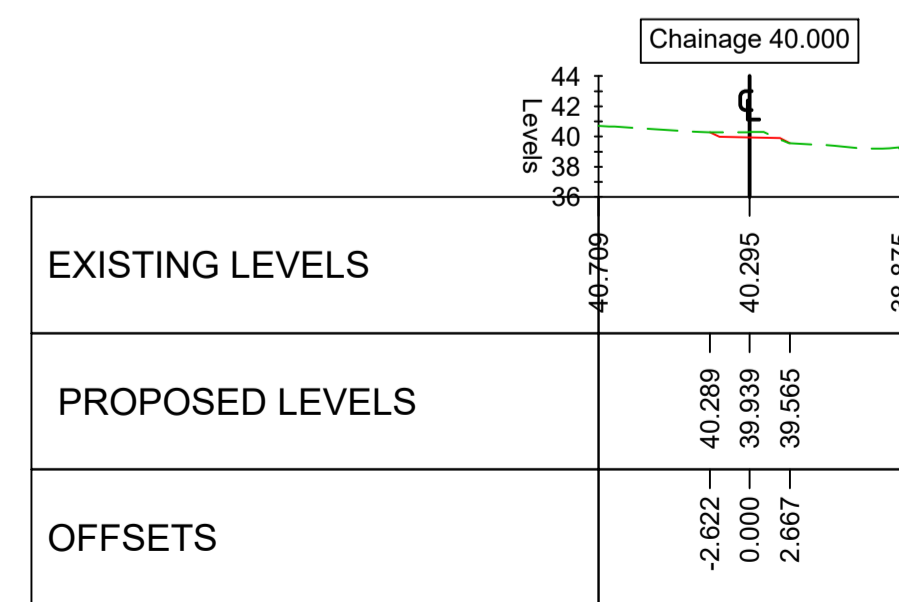 Chainage 40.000
44
42
40
38
36
Levels
℄
EXISTING LEVELS
40.709
40.295
PROPOSED LEVELS
40.289
39.939
39.565
OFFSETS
-2.622
0.000
2.667